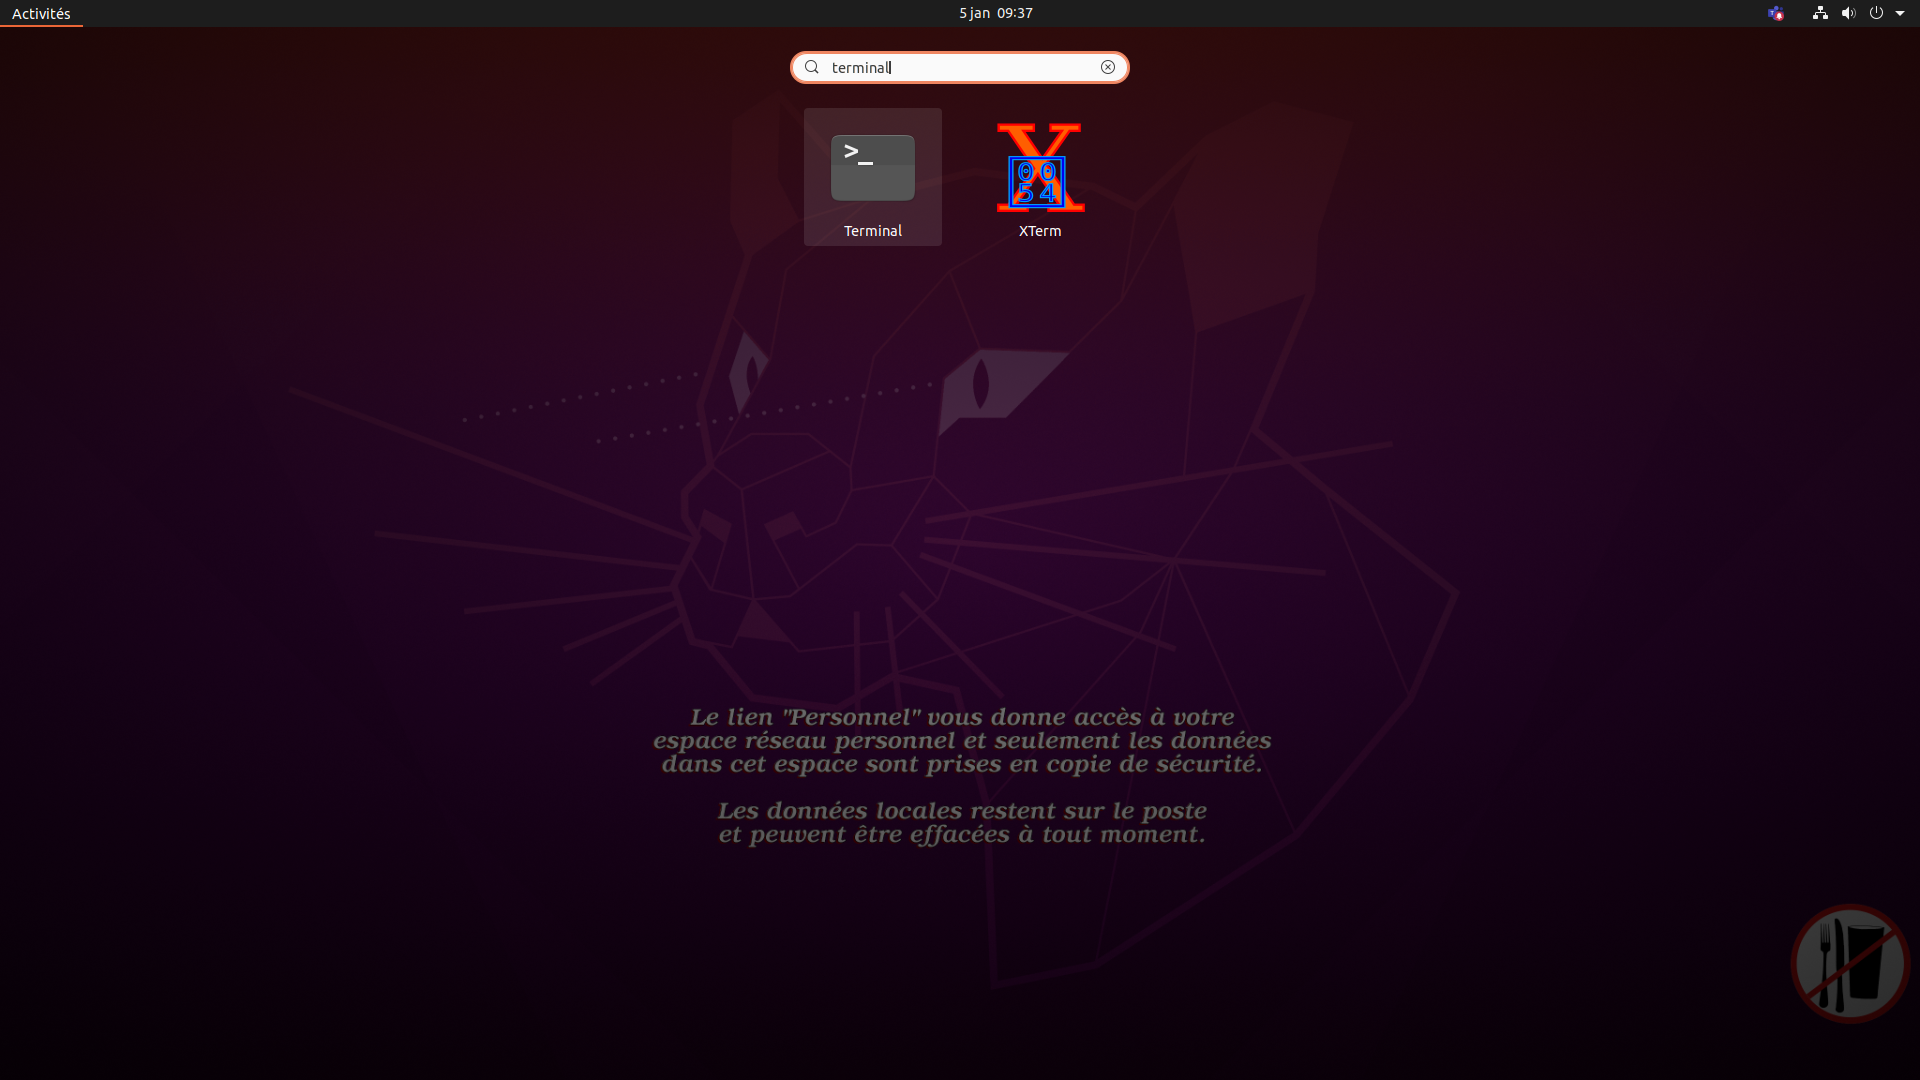 Activités
5 jan 09:37
terminal
>_
Terminal
X
00
54
XTerm
Le lien "Personnel" vous donne accès à votre
espace réseau personnel et seulement les données
dans cet espace sont prises en copie de sécurité.
Les données locales restent sur le poste
et peuvent être effacées à tout moment.